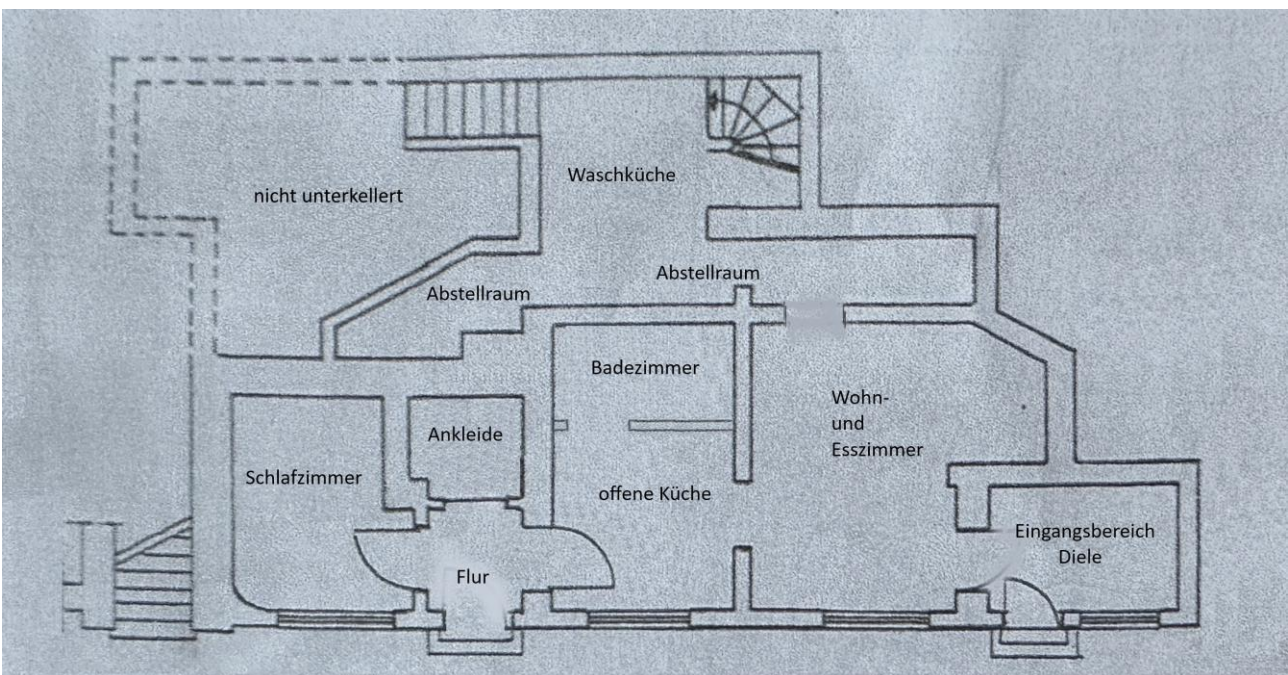 Waschküche
nicht unterkellert
Abstellraum
Abstellraum
Badezimmer
Wohn-
und
Esszimmer
Ankleide
Schlafzimmer
offene Küche
Eingangsbereich
Diele
Flur